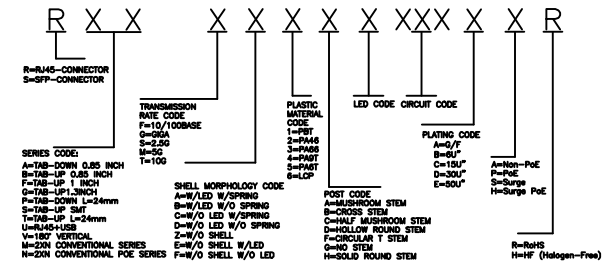 R X X X X X X X XXX X X R
R=RJ45-CONNECTOR
S=SFP-CONNECTOR
SERIES CODE:
A=TAB-DOWN 0.85 INCH
B=TAB-UP 0.85 INCH
F=TAB-UP 1 INCH
G=TAB-UP1.3INCH
P=TAB-DOWN L=24mm
S=TAB-UP SMT
T=TAB-UP L=24mm
U=RJ45+USB
V=180° VERTICAL
M=2XN CONVENTIONAL SERIES
N=2XN CONVENTIONAL POE SERIES
TRANSMISSION
RATE CODE
F=10/100BASE
G=GIGA
S=2.5G
M=5G
T=10G
SHELL MORPHOLOGY CODE
A=W/LED W/SPRING
B=W/LED W/O SPRING
C=W/O LED W/SPRING
D=W/O LED W/O SPRING
Z=W/O SHELL
E=W/O SHELL W/LED
F=W/O SHELL W/O LED
PLASTIC
MATERIAL
CODE
1=PBT
2=PA46
3=PA66
4=PA9T
5=PA6T
6=LCP
POST CODE
A=MUSHROOM STEM
B=CROSS STEM
C=HALF MUSHROOM STEM
D=HOLLOW ROUND STEM
F=CIRCULAR T STEM
G=NO STEM
H=SOLID ROUND STEM
LED CODE
CIRCUIT CODE
PLATING CODE
A=G/F
B=6U"
C=15U"
D=30U"
E=50U"
A=Non-PoE
P=PoE
S=Surge
H=Surge PoE
R=RoHS
H=HF (Halogen-Free)